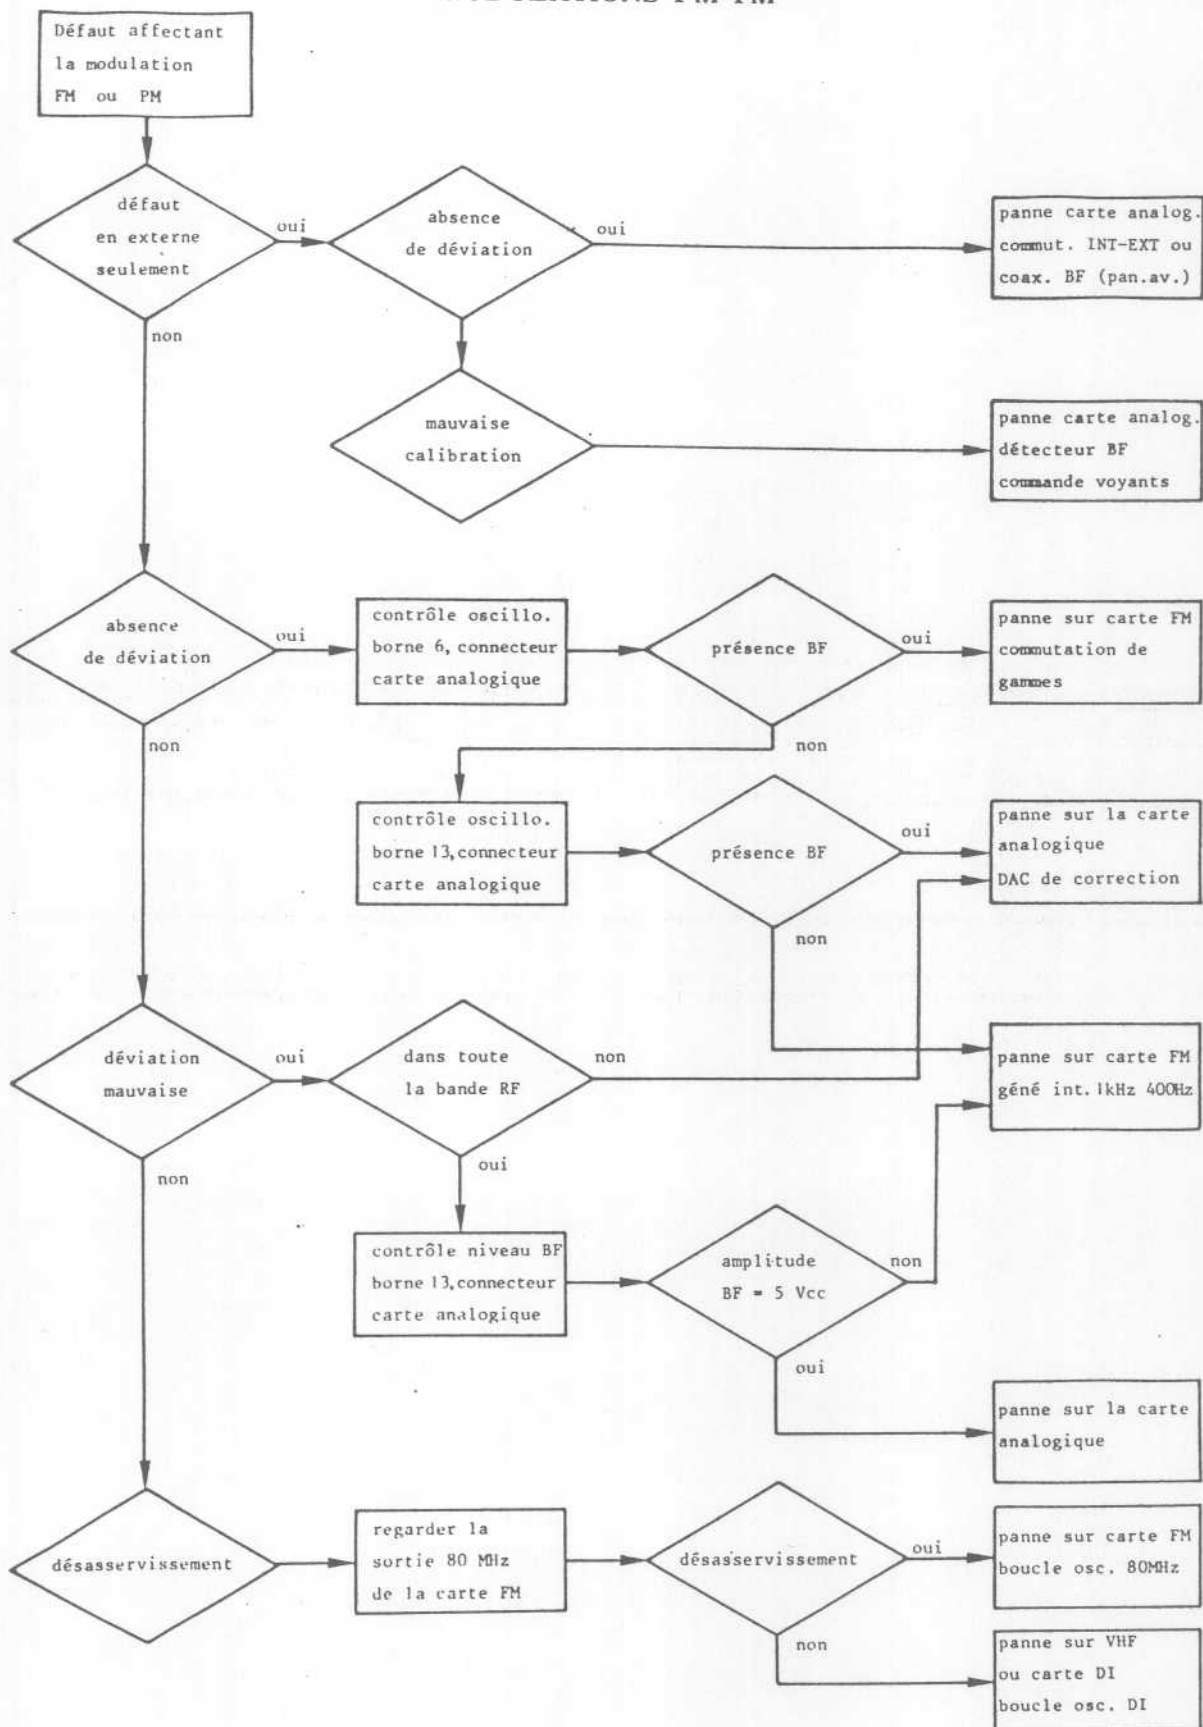 Défaut affectant
la modulation
FM ou PM
défaut
en externe
seulement
oui
absence
de déviation
oui
panne carte analog.
commut. INT-EXT ou
coax. BF (pan.av.)
non
mauvaise
calibration
panne carte analog.
détecteur BF
commande voyants
absence
de déviation
oui
contrôle oscillo.
borne 6, connecteur
carte analogique
présence BF
oui
panne sur carte FM
commutation de
gammes
non
non
contrôle oscillo.
borne 13, connecteur
carte analogique
présence BF
oui
panne sur la carte
analogique
DAC de correction
non
déviation
mauvaise
oui
dans toute
la bande RF
non
panne sur carte FM
géné int. 1kHz 400Hz
non
oui
contrôle niveau BF
borne 13, connecteur
carte analogique
amplitude
BF = 5 Vcc
non
oui
panne sur la carte
analogique
désasservissement
regarder la
sortie 80 MHz
de la carte FM
désasservissement
oui
panne sur carte FM
boucle osc. 80MHz
non
panne sur VHF
ou carte DI
boucle osc. DI